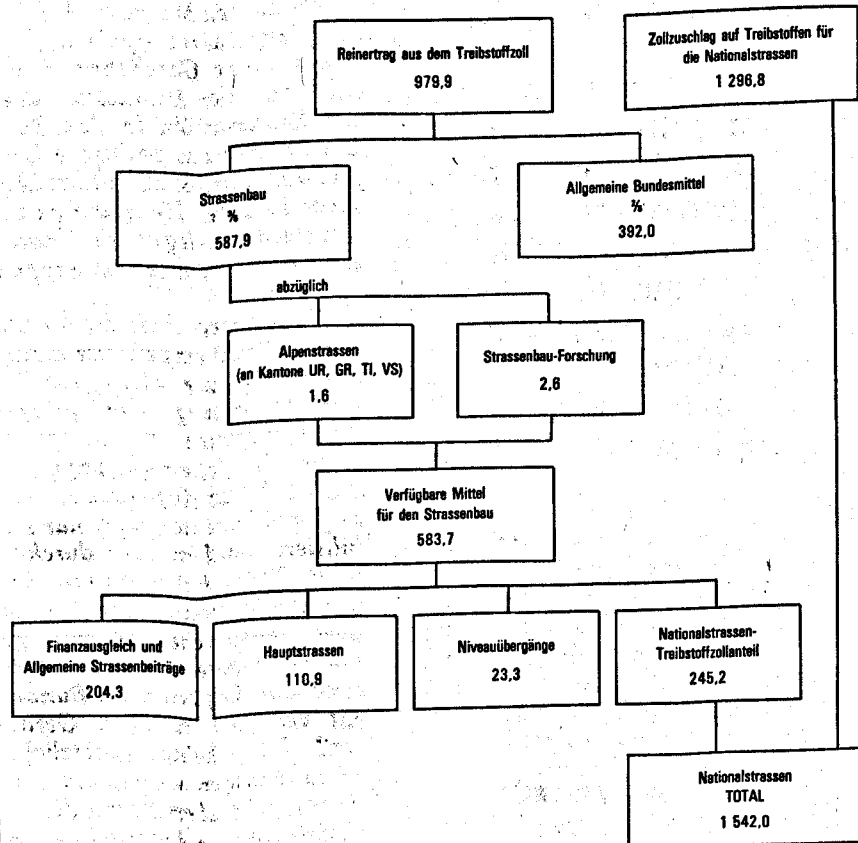 Reinertrag aus dem Treibstoffzoll
979,9
Zollzuschlag auf Treibstoffen für
die Nationalstrassen
1 296,8
Strassenbau
%
587,9
Allgemeine Bundesmittel
%
392,0
abzüglich
Alpenstrassen
(an Kantone UR, GR, TI, VS)
1,6
Strassenbau-Forschung
2,6
Verfügbare Mittel
für den Strassenbau
583,7
Finanzausgleich und
Allgemeine Strassenbeiträge
204,3
Hauptstrassen
110,9
Niveauübergänge
23,3
Nationalstrassen-
Treibstoffzollanteil
245,2
Nationalstrassen
TOTAL
1 542,0